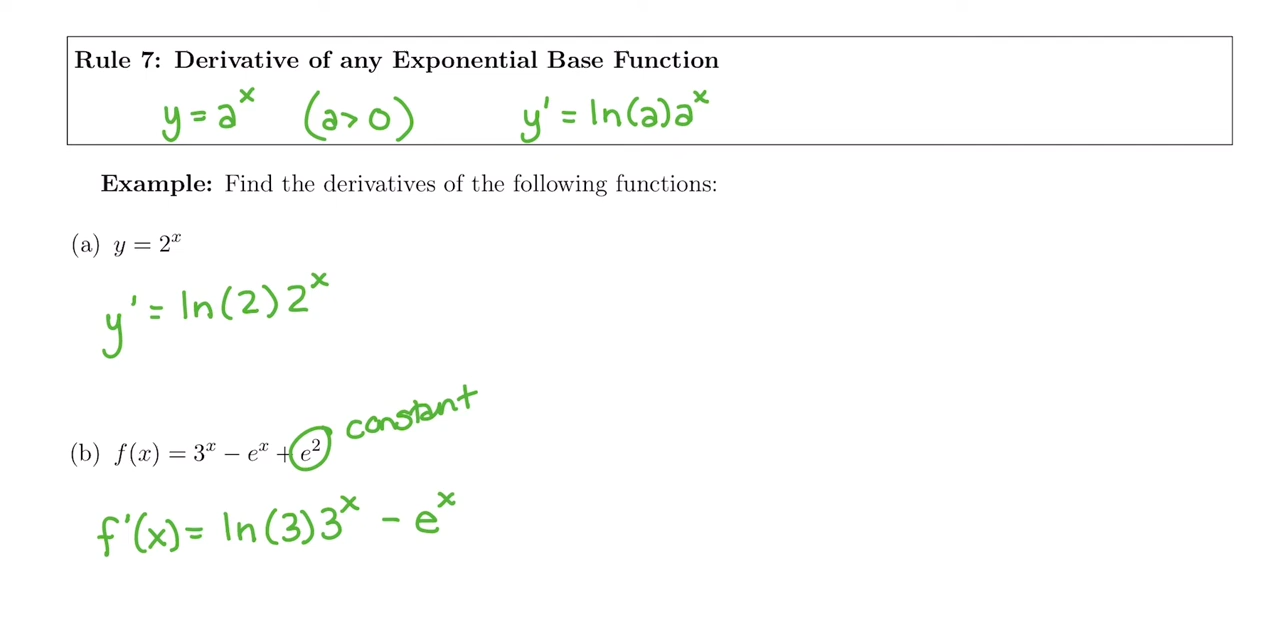 Rule 7: Derivative of any Exponential Base Function
y = a^x (a > 0) y' = ln(a)a^x
Example: Find the derivatives of the following functions:
(a) y = 2^x
y' = ln(2) 2^x
constant
(b) f(x) = 3^x − e^x + e^2
f'(x) = ln(3) 3^x − e^x